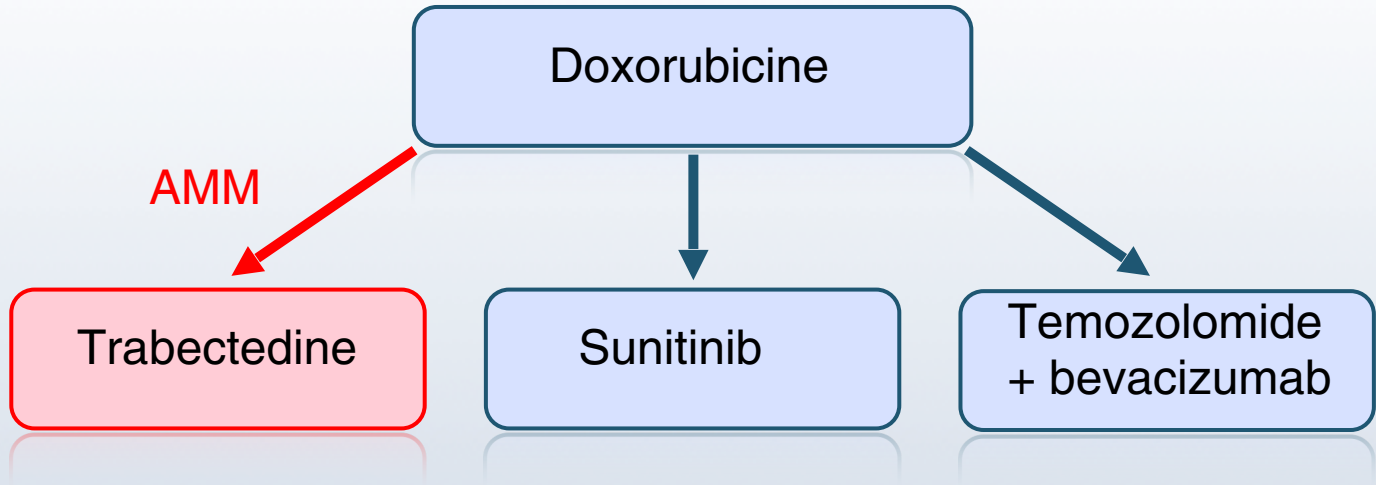 Doxorubicine
AMM
Trabectedine
Sunitinib
Temozolomide
+ bevacizumab